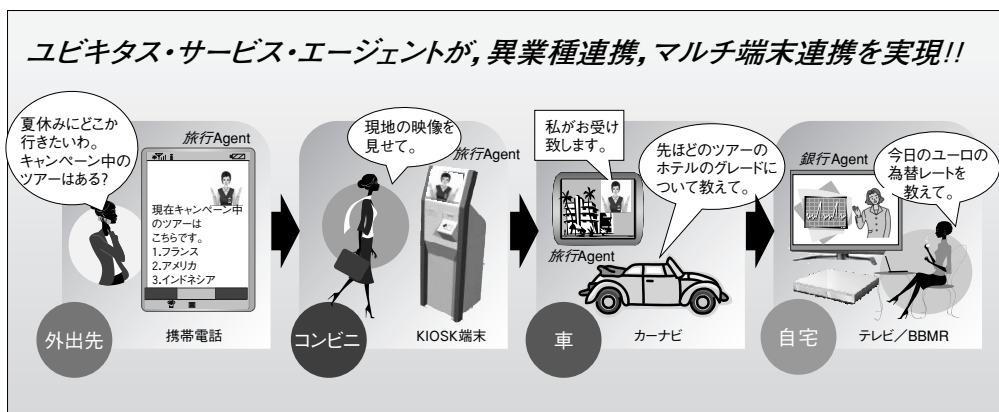 ユビキタス・サービス・エージェントが，異業種連携，マルチ端末連携を実現!!
夏休みにどこか
行きたいわ。
キャンペーン中の
ツアーはある?
旅行Agent
現在キャンペーン中
のツアーは
こちらです。
1.フランス
2.アメリカ
3.インドネシア
外出先
携帯電話
現地の映像を
見せて。
旅行Agent
コンビニ
KIOSK端末
私がお受け
致します。
旅行Agent
先ほどのツアーの
ホテルのグレードに
ついて教えて。
車
カーナビ
銀行Agent
今日のユーロの
為替レートを
教えて。
自宅
テレビ／BBMR